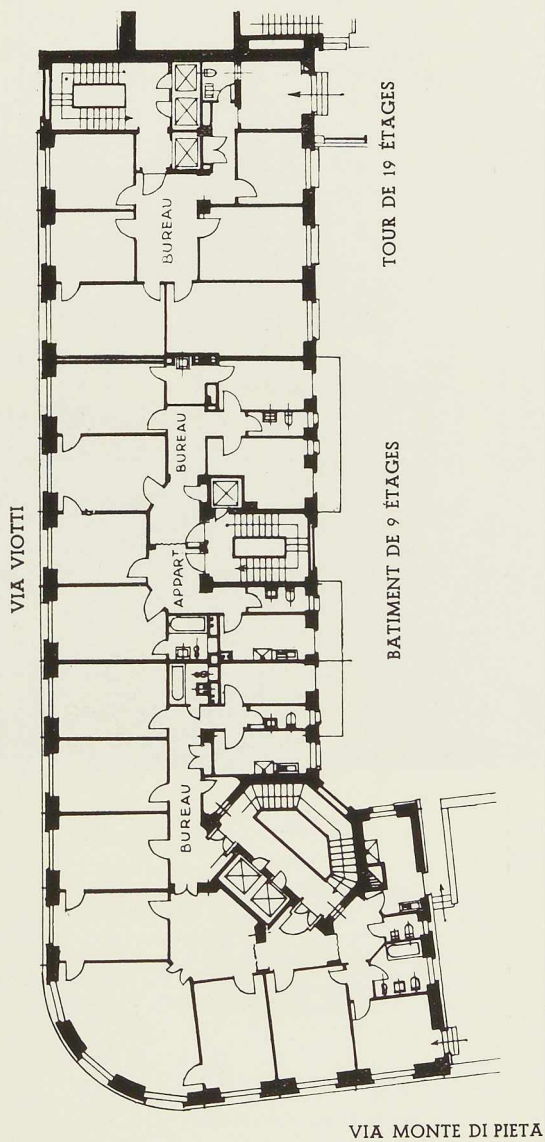 TOUR DE 19 ÉTAGES
BUREAU
BUREAU
BATIMENT DE 9 ÉTAGES
VIA VIOTTI
APPART
BUREAU
VIA MONTE DI PIETA